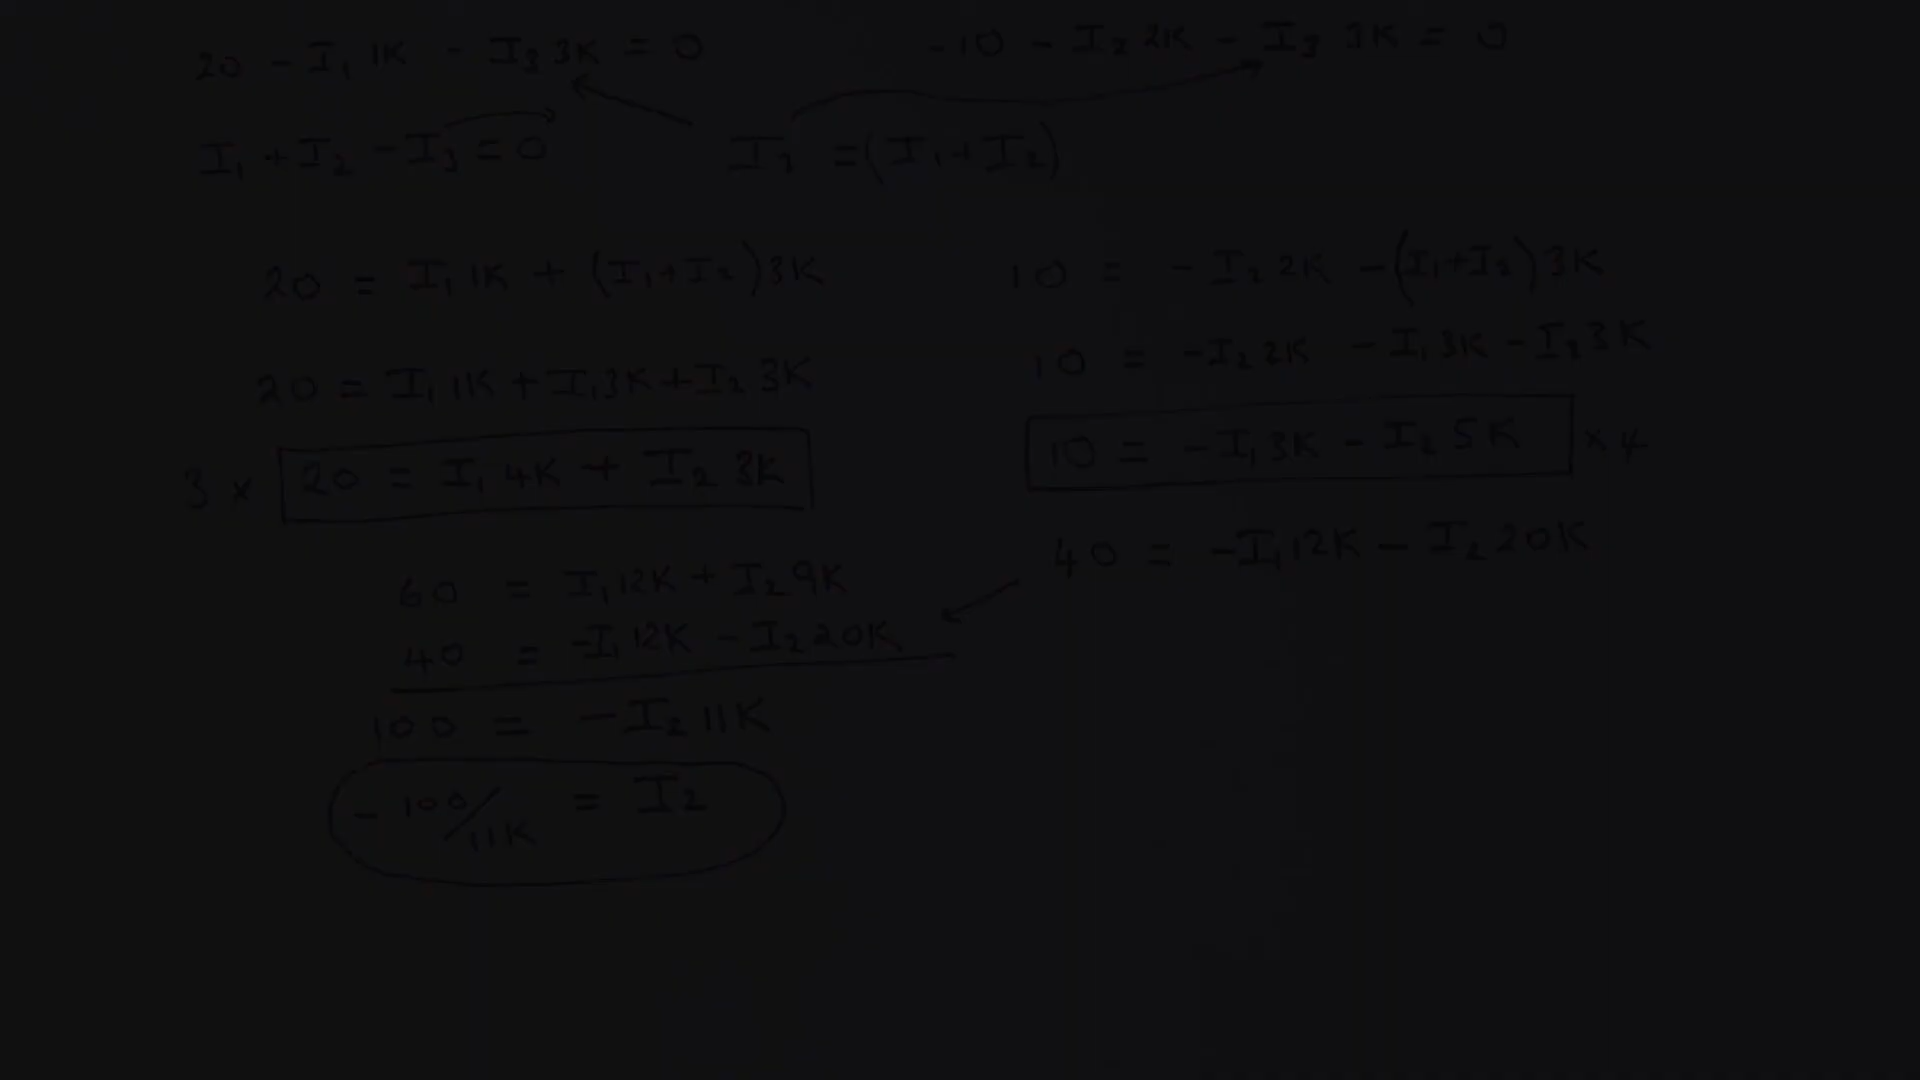 20 - I₁ 1K - I₃ 3K = 0
-10 - I₂ 2K - I₃ 3K = 0
I₁ + I₂ - I₃ = 0
I₃ = (I₁ + I₂)
20 = I₁ 1K + (I₁ + I₂) 3K
10 = - I₂ 2K - (I₁ + I₂) 3K
20 = I₁ 1K + I₁ 3K + I₂ 3K
10 = - I₂ 2K - I₁ 3K - I₂ 3K
3 × 20 = I₁ 4K + I₂ 3K
10 = - I₁ 3K - I₂ 5K × 4
40 = - I₁ 12K - I₂ 20K
60 = I₁ 12K + I₂ 9K
40 = - I₁ 12K - I₂ 20K
100 = - I₂ 11K
- 100/11K = I₂